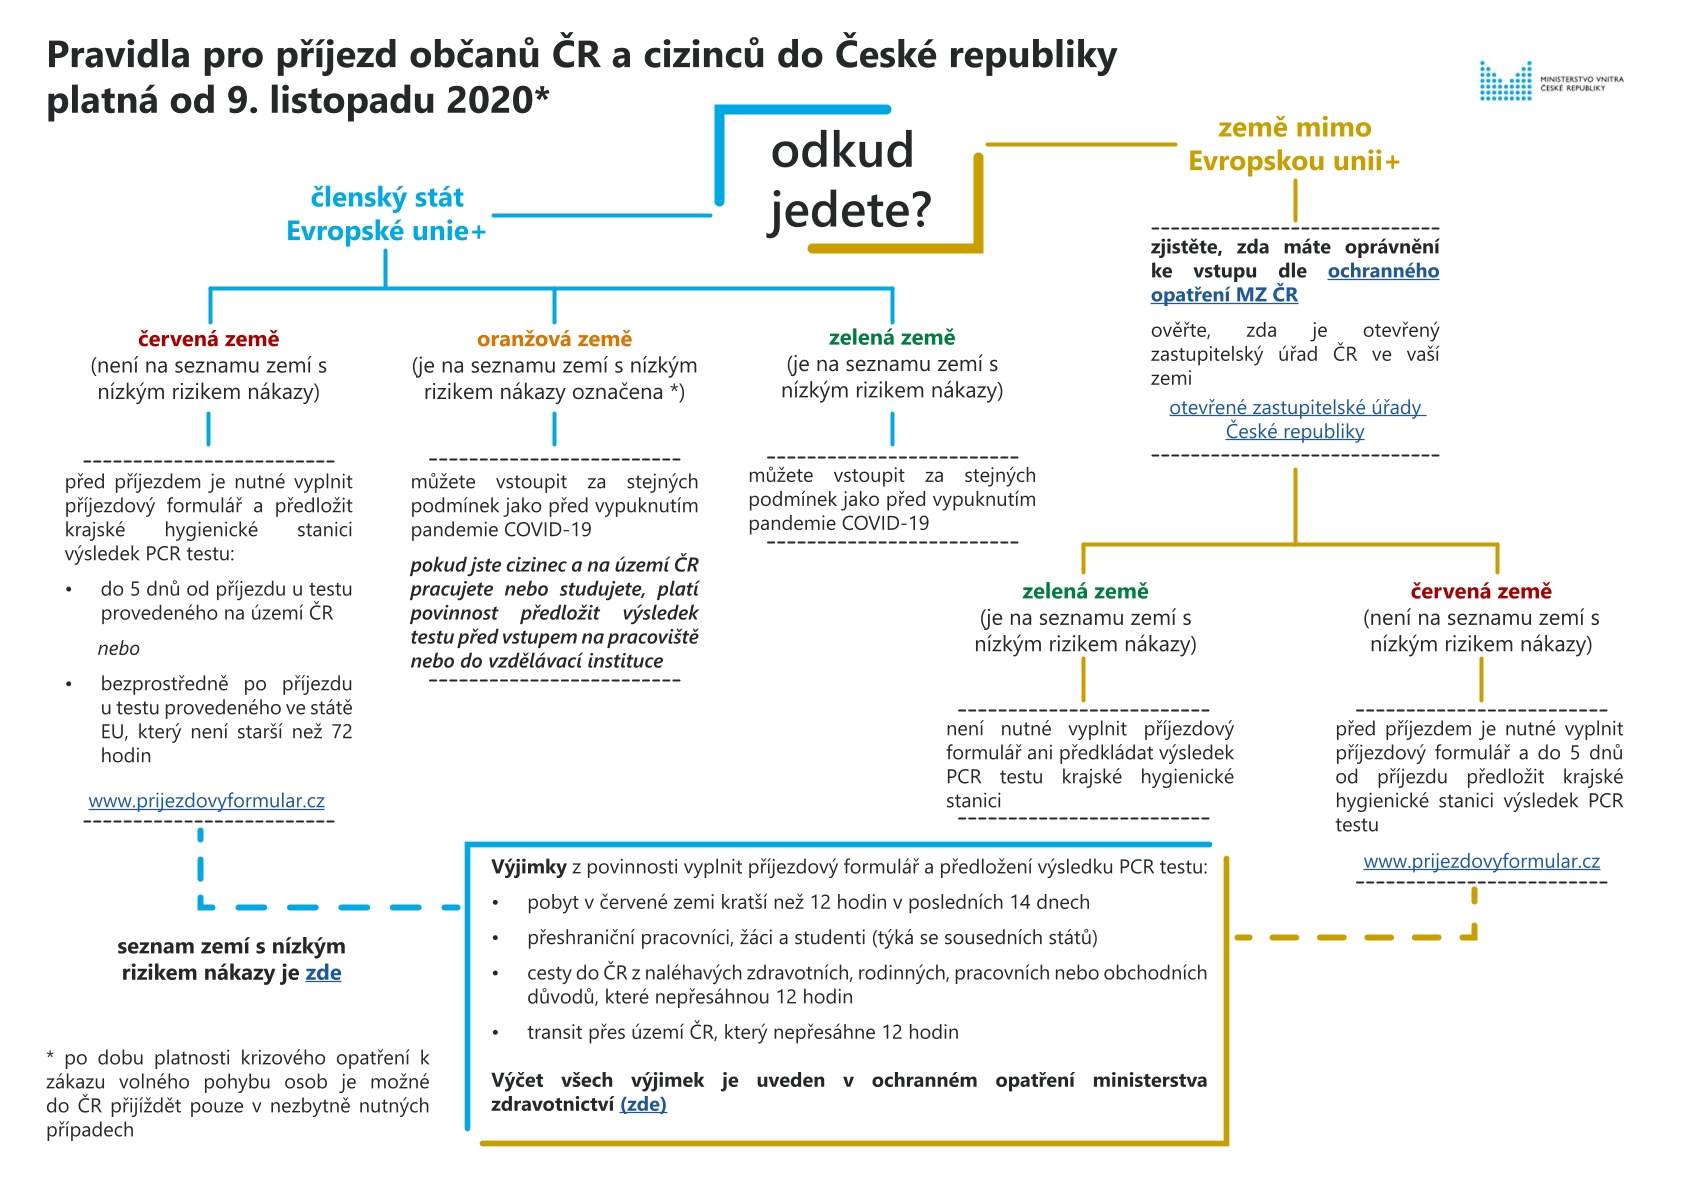 Pravidla pro příjezd občanů ČR a cizinců do České republiky
platná od 9. listopadu 2020*
MINISTERSTVO VNITRA
ČESKÉ REPUBLIKY
odkud
jedete?
členský stát
Evropské unie+
země mimo
Evropskou unii+
zjistěte, zda máte oprávnění
ke vstupu dle ochranného
opatření MZ ČR
ověřte, zda je otevřený
zastupitelský úřad ČR ve vaší
zemi
otevřené zastupitelské úřady
České republiky
červená země
(není na seznamu zemí s
nízkým rizikem nákazy)
před příjezdem je nutné vyplnit
příjezdový formulář a předložit
krajské hygienické stanici
výsledek PCR testu:
• do 5 dnů od příjezdu u testu
provedeného na území ČR
nebo
• bezprostředně po příjezdu
u testu provedeného ve státě
EU, který není starší než 72
hodin
www.prijezdovyformular.cz
oranžová země
(je na seznamu zemí s nízkým
rizikem nákazy označena *)
můžete vstoupit za stejných
podmínek jako před vypuknutím
pandemie COVID-19
pokud jste cizinec a na území ČR
pracujete nebo studujete, platí
povinnost předložit výsledek
testu před vstupem na pracoviště
nebo do vzdělávací instituce
zelená země
(je na seznamu zemí s
nízkým rizikem nákazy)
můžete vstoupit za stejných
podmínek jako před vypuknutím
pandemie COVID-19
zelená země
(je na seznamu zemí s
nízkým rizikem nákazy)
není nutné vyplnit příjezdový
formulář ani předkládat výsledek
PCR testu krajské hygienické
stanici
červená země
(není na seznamu zemí s
nízkým rizikem nákazy)
před příjezdem je nutné vyplnit
příjezdový formulář a do 5 dnů
od příjezdu předložit krajské
hygienické stanici výsledek PCR
testu
www.prijezdovyformular.cz
Výjimky z povinnosti vyplnit příjezdový formulář a předložení výsledku PCR testu:
• pobyt v červené zemi kratší než 12 hodin v posledních 14 dnech
• přeshraniční pracovníci, žáci a studenti (týká se sousedních států)
• cesty do ČR z naléhavých zdravotních, rodinných, pracovních nebo obchodních
důvodů, které nepřesáhnou 12 hodin
• transit přes území ČR, který nepřesáhne 12 hodin
Výčet všech výjimek je uveden v ochranném opatření ministerstva
zdravotnictví (zde)
seznam zemí s nízkým
rizikem nákazy je zde
* po dobu platnosti krizového opatření k
zákazu volného pohybu osob je možné
do ČR přijíždět pouze v nezbytně nutných
případech